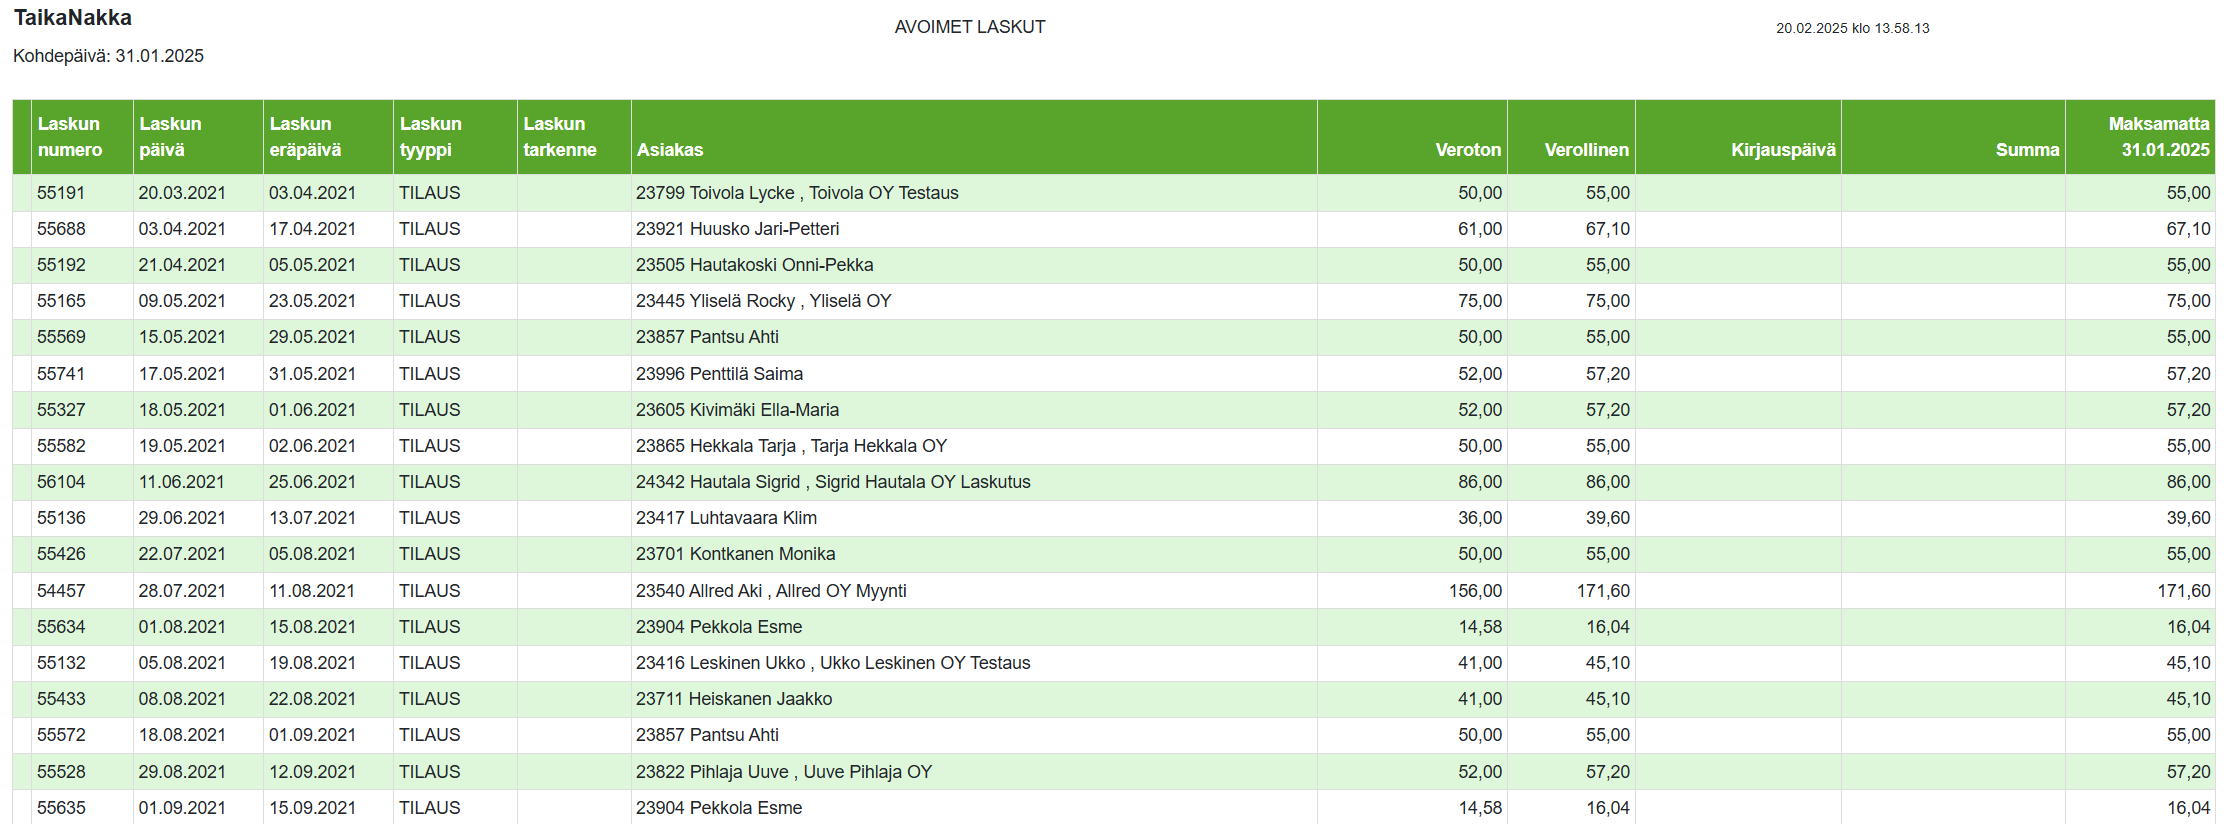 TaikaNakka
AVOIMET LASKUT
20.02.2025 klo 13.58.13
Kohdepäivä: 31.01.2025
Laskun numero Laskun päivä Laskun eräpäivä Laskun tyyppi Laskun tarkenne Asiakas Veroton Verollinen Kirjauspäivä Summa Maksamatta 31.01.2025
55191 20.03.2021 03.04.2021 TILAUS 23799 Toivola Lycke , Toivola OY Testaus 50,00 55,00 55,00
55688 03.04.2021 17.04.2021 TILAUS 23921 Huusko Jari-Petteri 61,00 67,10 67,10
55192 21.04.2021 05.05.2021 TILAUS 23505 Hautakoski Onni-Pekka 50,00 55,00 55,00
55165 09.05.2021 23.05.2021 TILAUS 23445 Yliselä Rocky , Yliselä OY 75,00 75,00 75,00
55569 15.05.2021 29.05.2021 TILAUS 23857 Pantsu Ahti 50,00 55,00 55,00
55741 17.05.2021 31.05.2021 TILAUS 23996 Penttilä Saima 52,00 57,20 57,20
55327 18.05.2021 01.06.2021 TILAUS 23605 Kivimäki Ella-Maria 52,00 57,20 57,20
55582 19.05.2021 02.06.2021 TILAUS 23865 Hekkala Tarja , Tarja Hekkala OY 50,00 55,00 55,00
56104 11.06.2021 25.06.2021 TILAUS 24342 Hautala Sigrid , Sigrid Hautala OY Laskutus 86,00 86,00 86,00
55136 29.06.2021 13.07.2021 TILAUS 23417 Luhtavaara Klim 36,00 39,60 39,60
55426 22.07.2021 05.08.2021 TILAUS 23701 Kontkanen Monika 50,00 55,00 55,00
54457 28.07.2021 11.08.2021 TILAUS 23540 Allred Aki , Allred OY Myynti 156,00 171,60 171,60
55634 01.08.2021 15.08.2021 TILAUS 23904 Pekkola Esme 14,58 16,04 16,04
55132 05.08.2021 19.08.2021 TILAUS 23416 Leskinen Ukko , Ukko Leskinen OY Testaus 41,00 45,10 45,10
55433 08.08.2021 22.08.2021 TILAUS 23711 Heiskanen Jaakko 41,00 45,10 45,10
55572 18.08.2021 01.09.2021 TILAUS 23857 Pantsu Ahti 50,00 55,00 55,00
55528 29.08.2021 12.09.2021 TILAUS 23822 Pihlaja Uuve , Uuve Pihlaja OY 52,00 57,20 57,20
55635 01.09.2021 15.09.2021 TILAUS 23904 Pekkola Esme 14,58 16,04 16,04